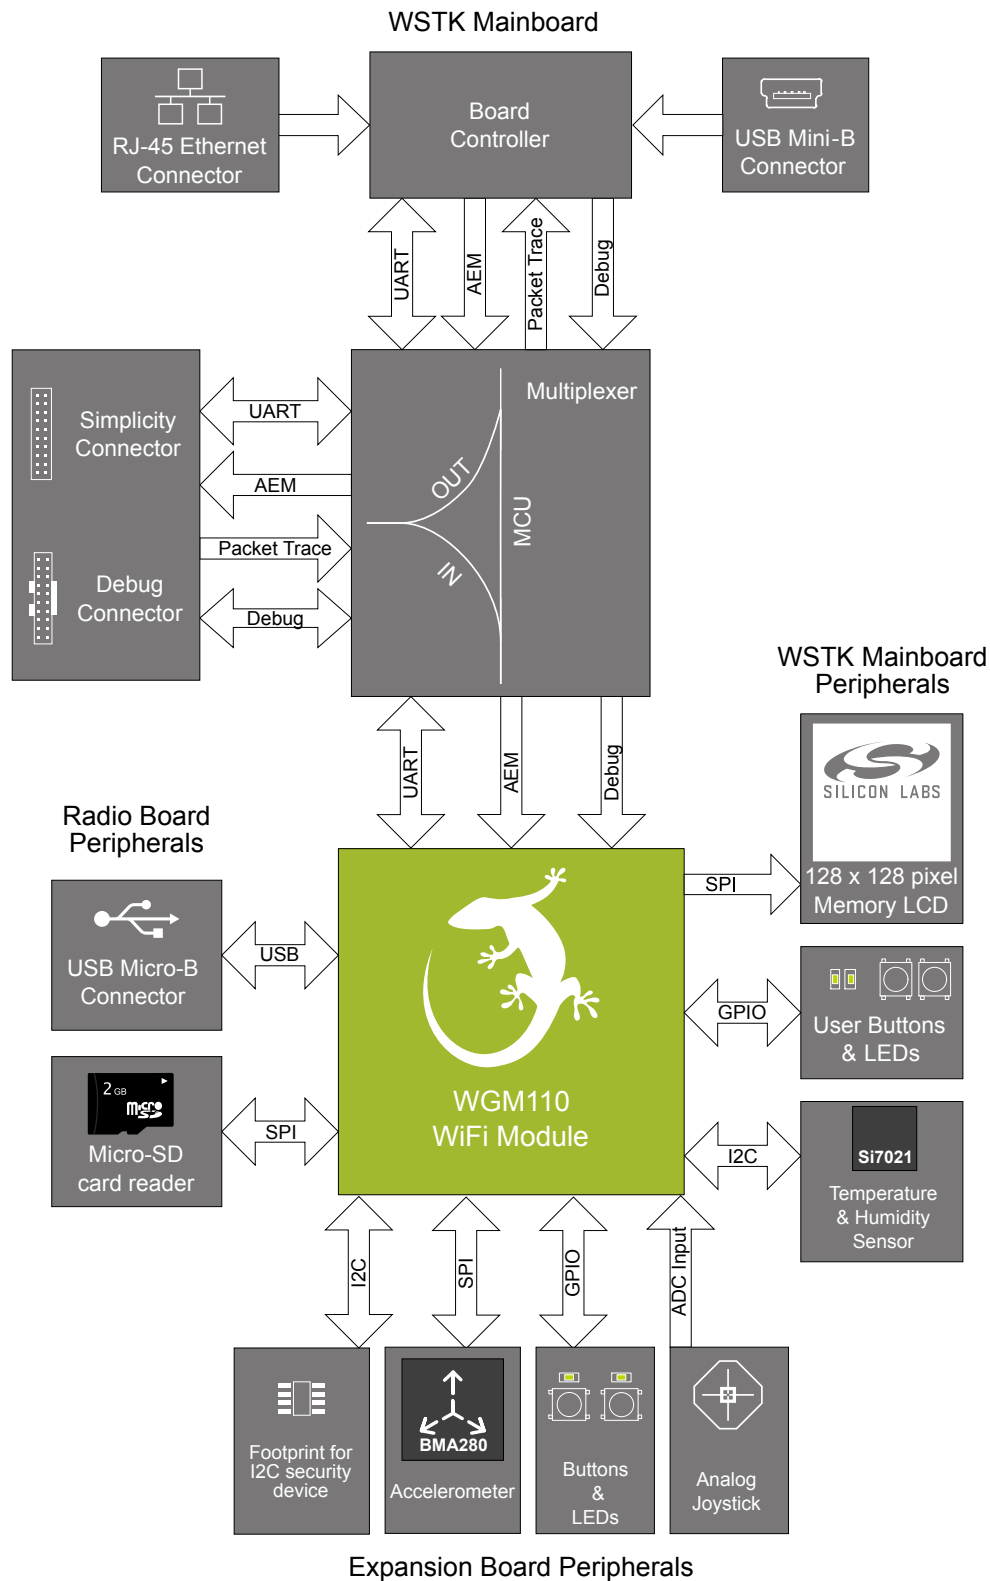 WSTK Mainboard
RJ-45 Ethernet
Connector
Board
Controller
USB Mini-B
Connector
UART
AEM
Packet Trace
Debug
Simplicity
Connector
Debug
Connector
UART
AEM
Packet Trace
Debug
Multiplexer
OUT
IN
MCU
UART
AEM
Debug
WSTK Mainboard
Peripherals
SILICON LABS
128 x 128 pixel
Memory LCD
SPI
Radio Board
Peripherals
USB Micro-B
Connector
USB
GPIO
User Buttons
& LEDs
2 GB
micro
SD
Micro-SD
card reader
SPI
WGM110
WiFi Module
I2C
Si7021
Temperature
& Humidity
Sensor
I2C
SPI
GPIO
ADC Input
Footprint for
I2C security
device
BMA280
Accelerometer
Buttons
&
LEDs
Analog
Joystick
Expansion Board Peripherals